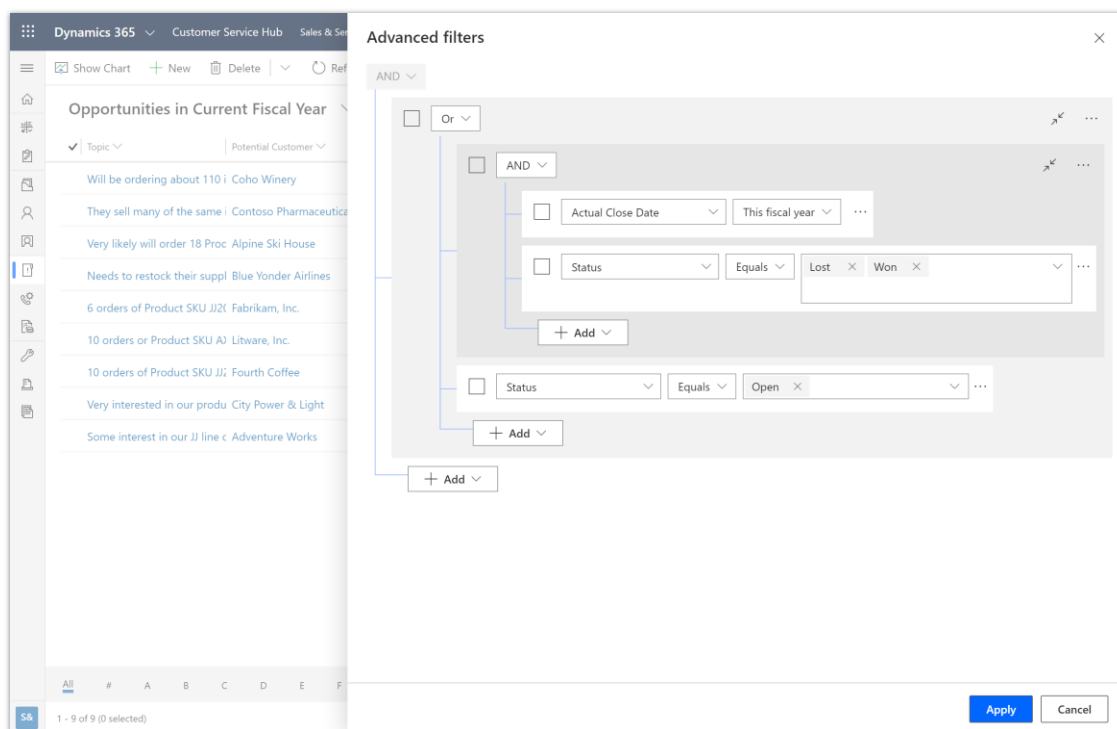 Dynamics 365 Customer Service Hub Sales & Ser
Advanced filters
Show Chart New Delete Ref
AND
Opportunities in Current Fiscal Year
Or
Topic Potential Customer
AND
Will be ordering about 110 i Coho Winery
They sell many of the same i Contoso Pharmaceutica
Actual Close Date This fiscal year ...
Very likely will order 18 Proc Alpine Ski House
Needs to restock their suppl Blue Yonder Airlines
Status Equals Lost Won ...
6 orders of Product SKU JJ20 Fabrikam, Inc.
10 orders or Product SKU AX Litware, Inc.
Add
10 orders of Product SKU JJ2 Fourth Coffee
Status Equals Open ...
Very interested in our produ City Power & Light
Some interest in our JJ line c Adventure Works
Add
Add
All # A B C D E F
S& 1 - 9 of 9 (0 selected)
Apply Cancel